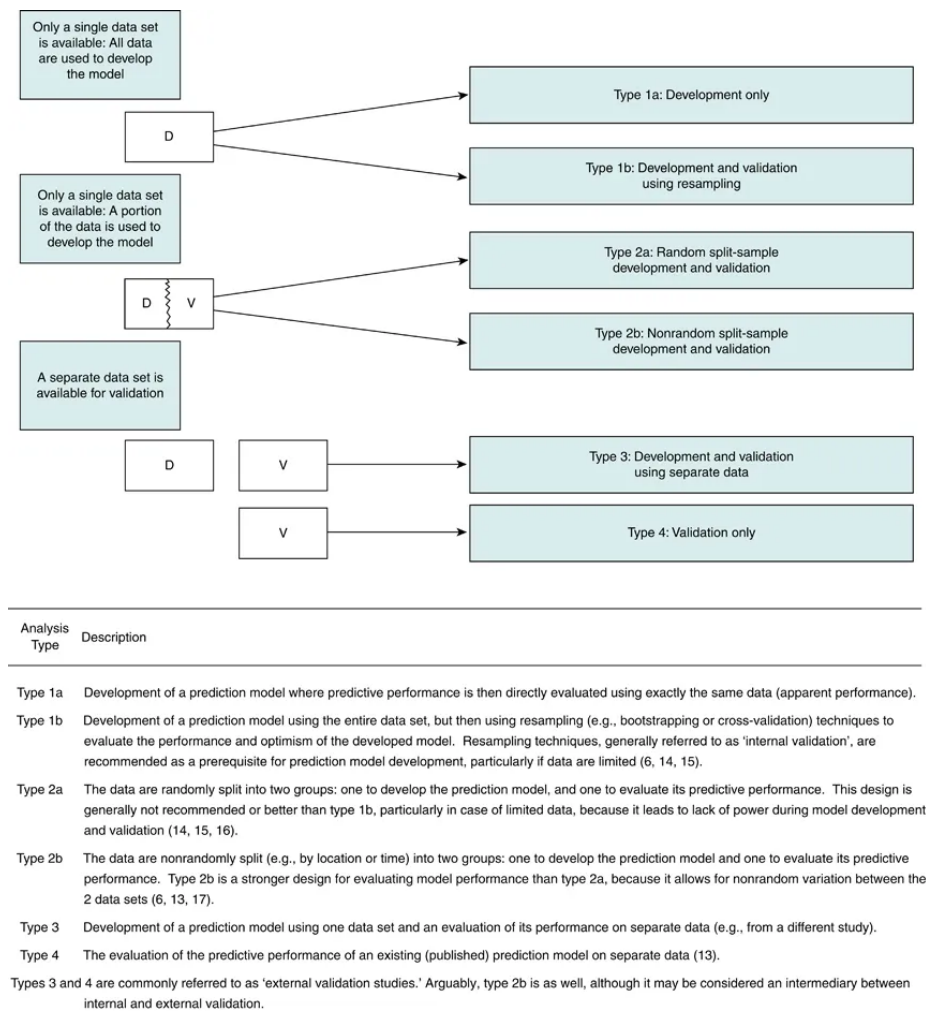 Only a single data set
is available: All data
are used to develop
the model
Type 1a: Development only
D
Type 1b: Development and validation
using resampling
Only a single data set
is available: A portion
of the data is used to
develop the model
Type 2a: Random split-sample
development and validation
D V
Type 2b: Nonrandom split-sample
development and validation
A separate data set is
available for validation
D V
Type 3: Development and validation
using separate data
V
Type 4: Validation only
Analysis
Type
Description
Type 1a Development of a prediction model where predictive performance is then directly evaluated using exactly the same data (apparent performance).
Type 1b Development of a prediction model using the entire data set, but then using resampling (e.g., bootstrapping or cross-validation) techniques to
evaluate the performance and optimism of the developed model. Resampling techniques, generally referred to as ‘internal validation’, are
recommended as a prerequisite for prediction model development, particularly if data are limited (6, 14, 15).
Type 2a The data are randomly split into two groups: one to develop the prediction model, and one to evaluate its predictive performance. This design is
generally not recommended or better than type 1b, particularly in case of limited data, because it leads to lack of power during model development
and validation (14, 15, 16).
Type 2b The data are nonrandomly split (e.g., by location or time) into two groups: one to develop the prediction model and one to evaluate its predictive
performance. Type 2b is a stronger design for evaluating model performance than type 2a, because it allows for nonrandom variation between the
2 data sets (6, 13, 17).
Type 3 Development of a prediction model using one data set and an evaluation of its performance on separate data (e.g., from a different study).
Type 4 The evaluation of the predictive performance of an existing (published) prediction model on separate data (13).
Types 3 and 4 are commonly referred to as ‘external validation studies.’ Arguably, type 2b is as well, although it may be considered an intermediary between
internal and external validation.